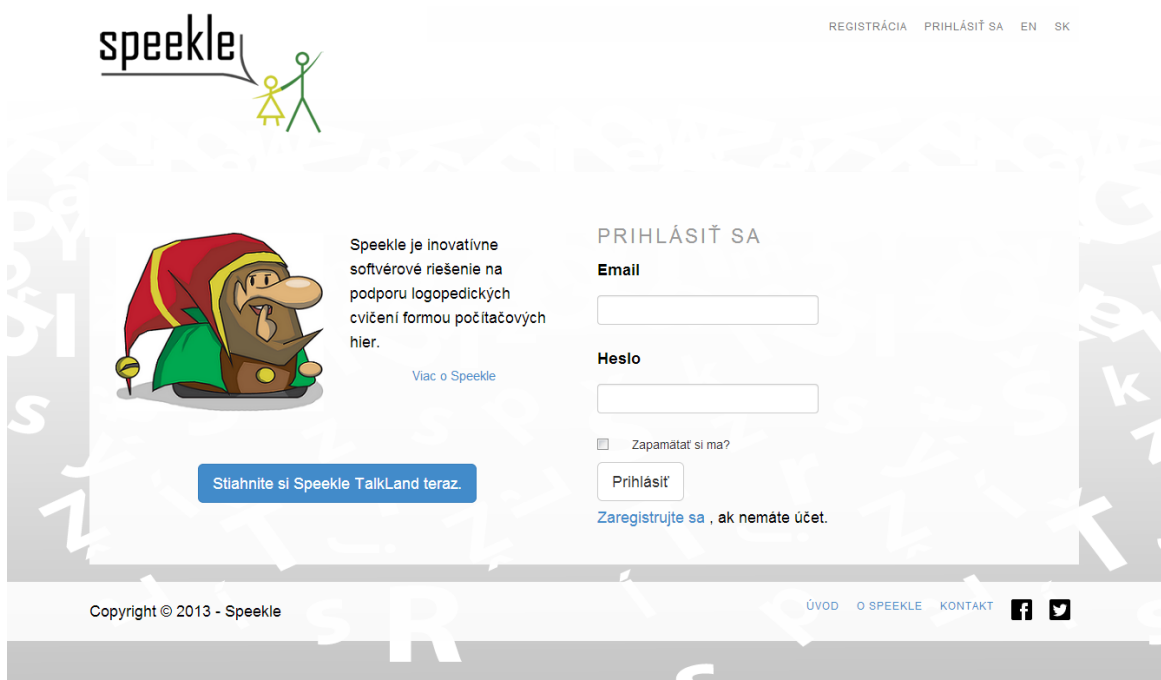 speekle
REGISTRÁCIA PRIHLÁSIŤ SA EN SK
Speekle je inovatívne
softvérové riešenie na
podporu logopedických
cvičení formou počítačových
hier.
Viac o Speekle
Stiahnite si Speekle TalkLand teraz.
PRIHLÁSIŤ SA
Email
Heslo
Zapamätať si ma?
Prihlásiť
Zaregistrujte sa , ak nemáte účet.
Copyright © 2013 - Speekle
ÚVOD O SPEEKLE KONTAKT